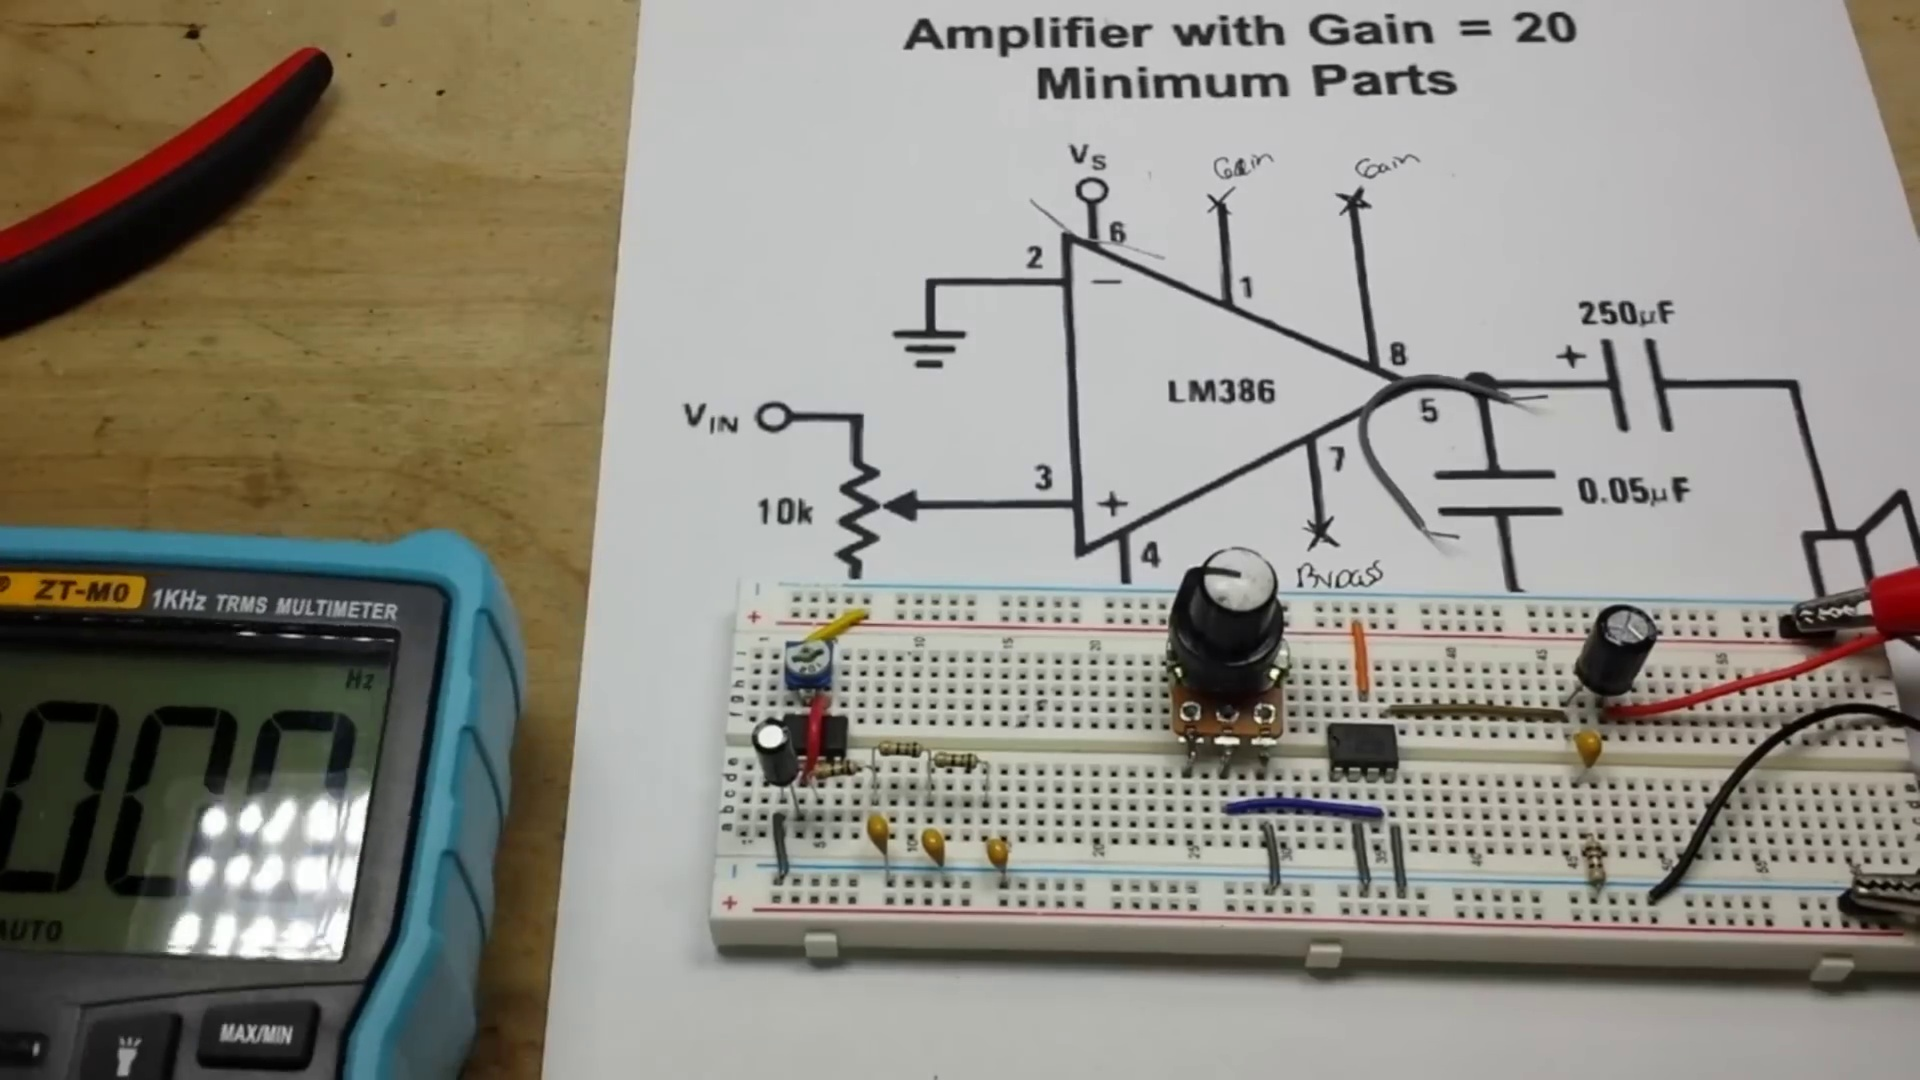 Amplifier with Gain = 20
Minimum Parts
VS
Gain
Gain
6
2
−
1
250µF
+
8
LM386
5
VIN
7
3
0.05µF
10k
+
4
Bypass
ZT-M0
1KHz TRMS MULTIMETER
Hz
000
AUTO
MAX/MIN